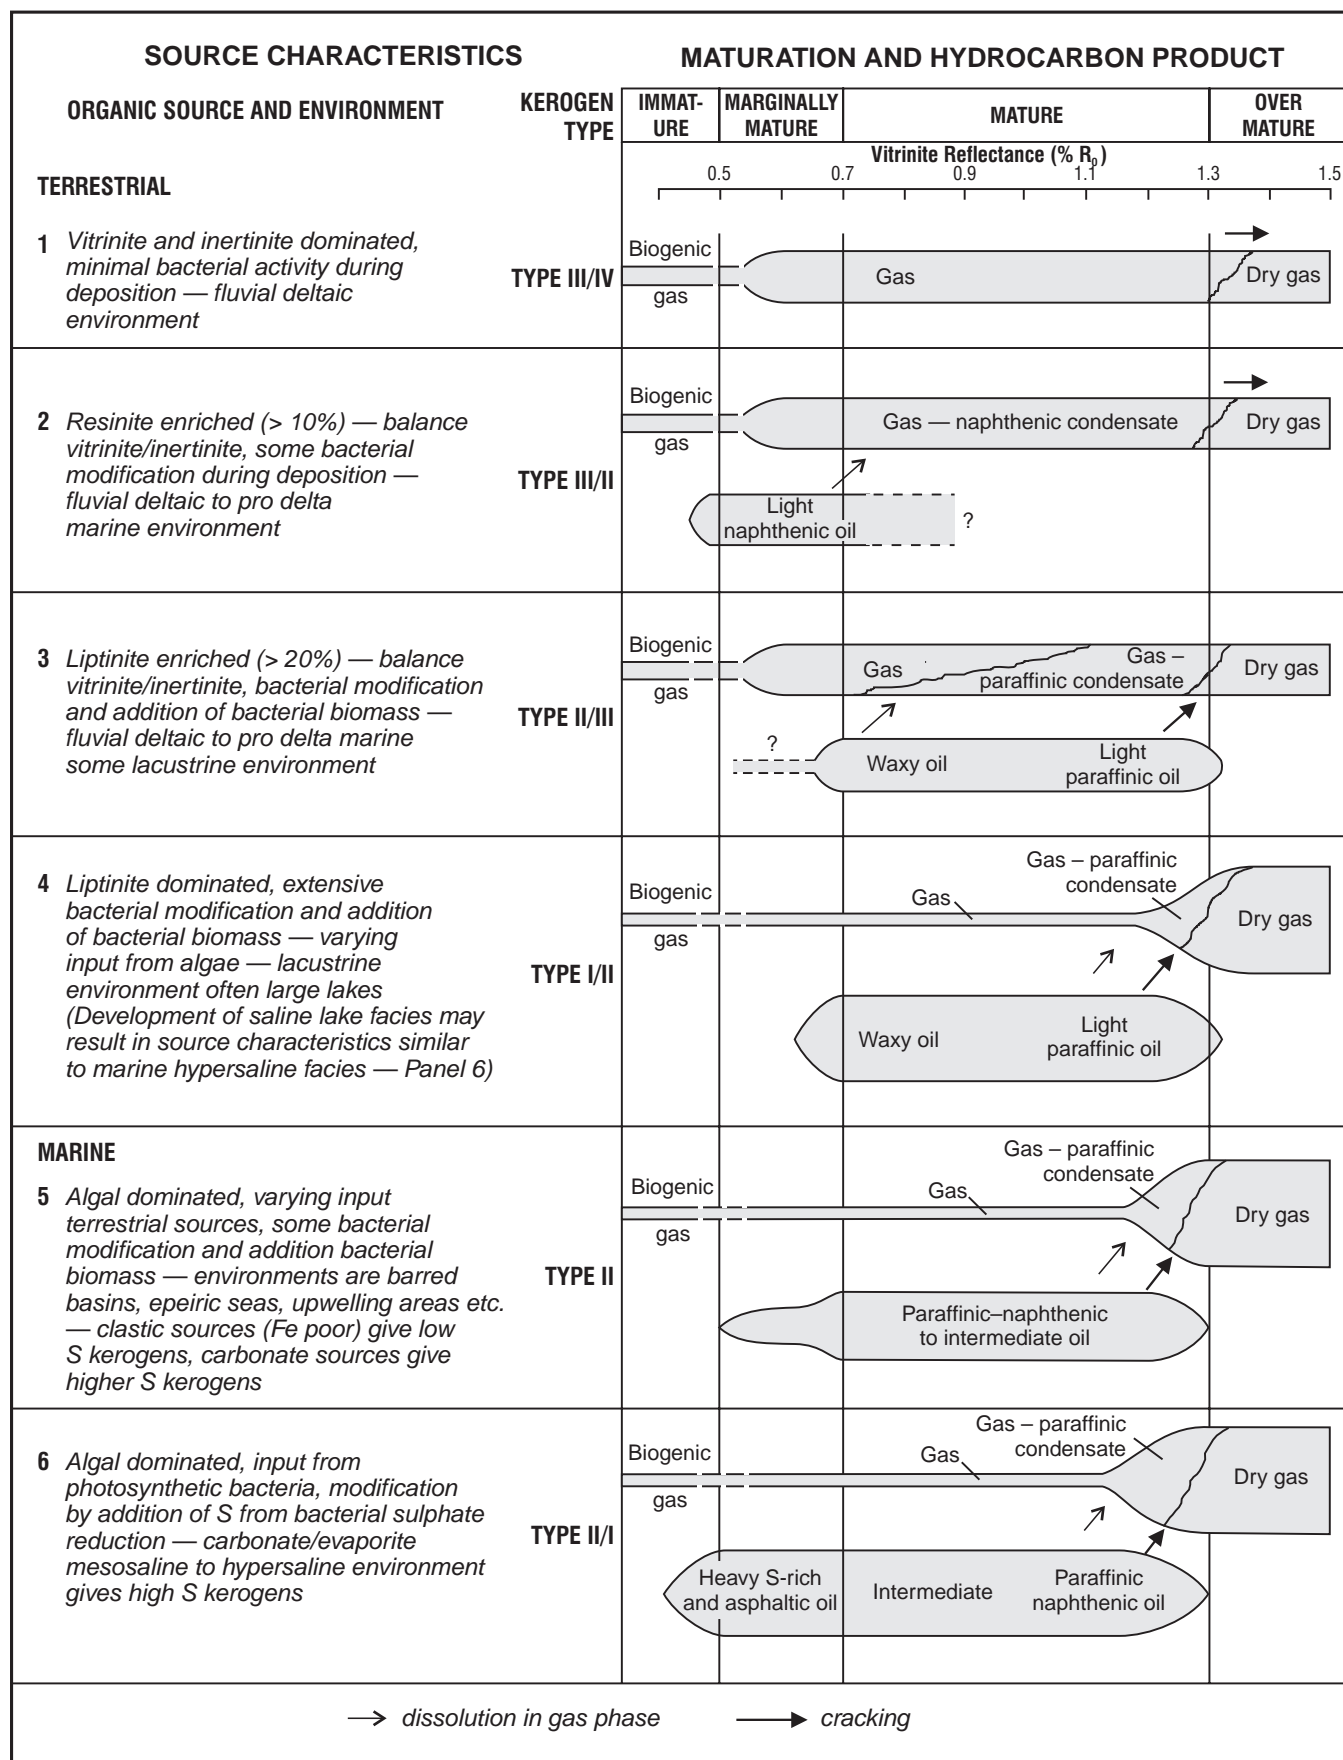 SOURCE CHARACTERISTICS
MATURATION AND HYDROCARBON PRODUCT
ORGANIC SOURCE AND ENVIRONMENT
KEROGEN
TYPE
IMMAT-
URE
MARGINALLY
MATURE
MATURE
OVER
MATURE
Vitrinite Reflectance (% R₀)
0.5
0.7
0.9
1.1
1.3
1.5
TERRESTRIAL
1 Vitrinite and inertinite dominated,
minimal bacterial activity during
deposition — fluvial deltaic
environment
TYPE III/IV
Biogenic
gas
Gas
Dry gas
2 Resinite enriched (> 10%) — balance
vitrinite/inertinite, some bacterial
modification during deposition —
fluvial deltaic to pro delta
marine environment
TYPE III/II
Biogenic
gas
Gas — naphthenic condensate
Dry gas
Light
naphthenic oil
?
3 Liptinite enriched (> 20%) — balance
vitrinite/inertinite, bacterial modification
and addition of bacterial biomass —
fluvial deltaic to pro delta marine
some lacustrine environment
TYPE II/III
Biogenic
gas
Gas
Gas –
paraffinic condensate
Dry gas
?
Waxy oil
Light
paraffinic oil
4 Liptinite dominated, extensive
bacterial modification and addition
of bacterial biomass — varying
input from algae — lacustrine
environment often large lakes
(Development of saline lake facies may
result in source characteristics similar
to marine hypersaline facies — Panel 6)
TYPE I/II
Biogenic
gas
Gas
Gas – paraffinic
condensate
Dry gas
Waxy oil
Light
paraffinic oil
MARINE
5 Algal dominated, varying input
terrestrial sources, some bacterial
modification and addition bacterial
biomass — environments are barred
basins, epeiric seas, upwelling areas etc.
— clastic sources (Fe poor) give low
S kerogens, carbonate sources give
higher S kerogens
TYPE II
Biogenic
gas
Gas
Gas – paraffinic
condensate
Dry gas
Paraffinic–naphthenic
to intermediate oil
6 Algal dominated, input from
photosynthetic bacteria, modification
by addition of S from bacterial sulphate
reduction — carbonate/evaporite
mesosaline to hypersaline environment
gives high S kerogens
TYPE II/I
Biogenic
gas
Gas
Gas – paraffinic
condensate
Dry gas
Heavy S-rich
and asphaltic oil
Intermediate
Paraffinic
naphthenic oil
dissolution in gas phase
cracking